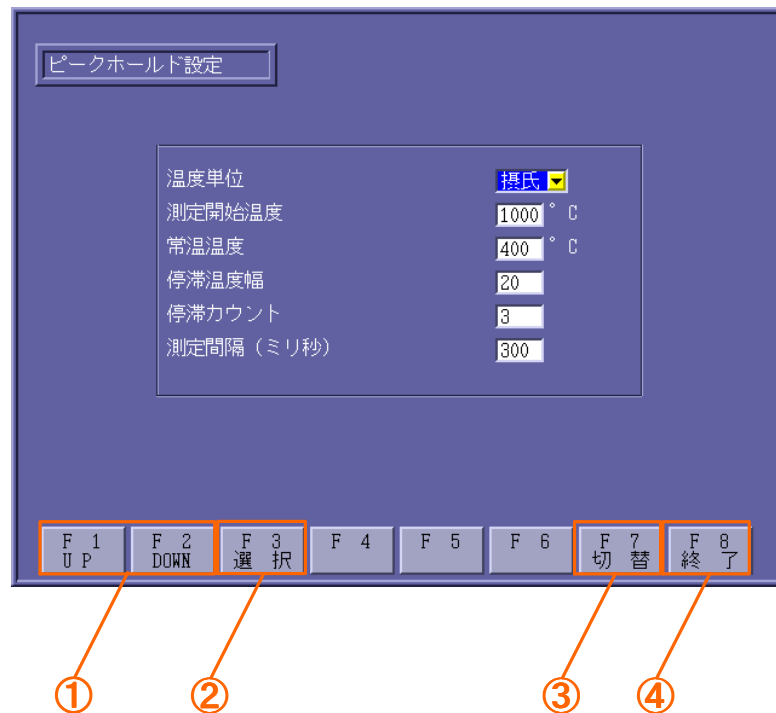 ピークホールド設定
温度単位 摂氏
測定開始温度 1000 °C
常温温度 400 °C
停滞温度幅 20
停滞カウント 3
測定間隔（ミリ秒） 300
F 1 F 2 F 3 F 4 F 5 F 6 F 7 F 8
U P DOWN 選 択 切 替 終 了
① ② ③ ④